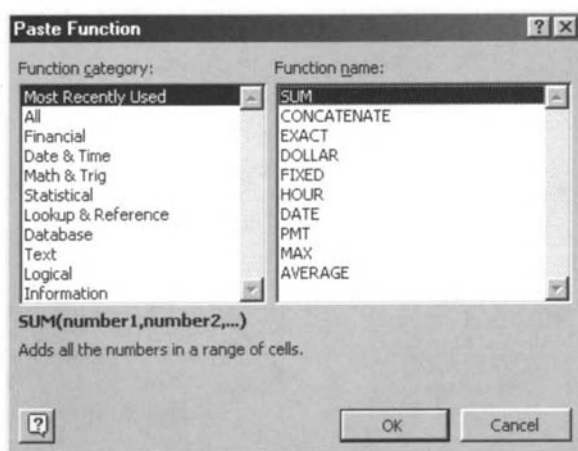 Paste Function
Function category:
Most Recently Used
All
Financial
Date & Time
Math & Trig
Statistical
Lookup & Reference
Database
Text
Logical
Information
Function name:
SUM
CONCATENATE
EXACT
DOLLAR
FIXED
HOUR
DATE
PMT
MAX
AVERAGE
SUM(number1,number2,...)
Adds all the numbers in a range of cells.
OK
Cancel